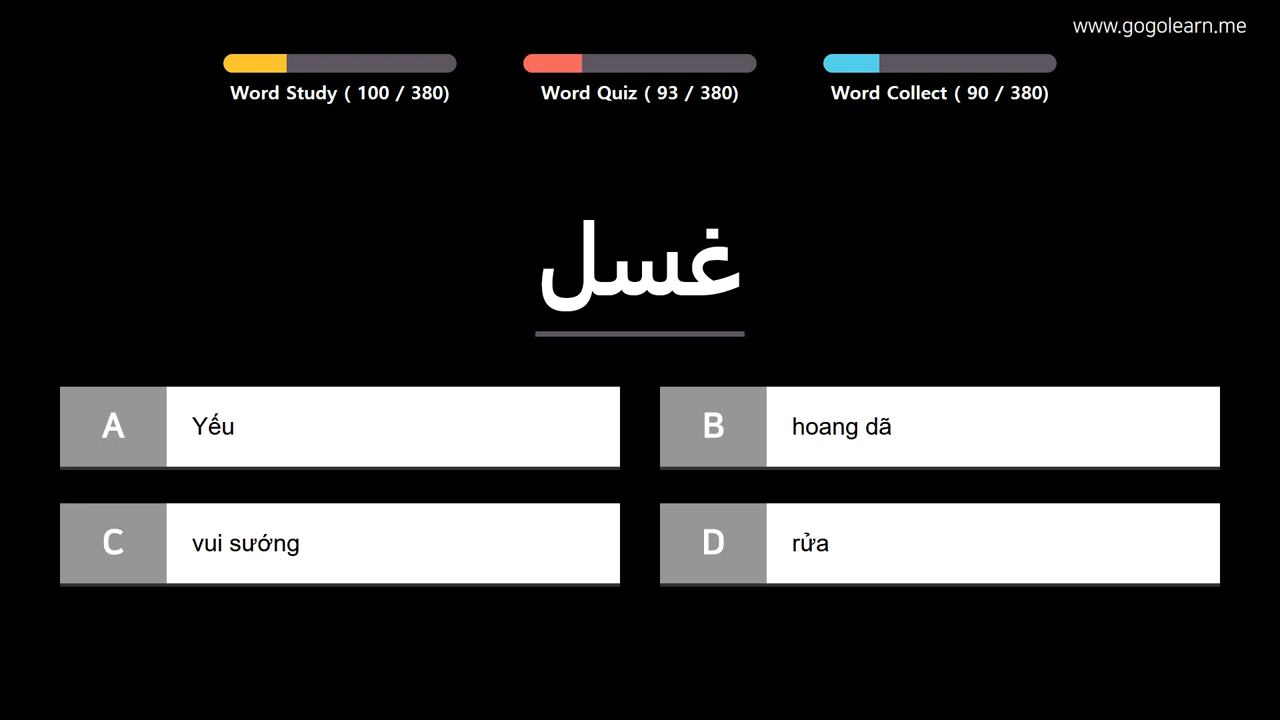 www.gogolearn.me
Word Study ( 100 / 380)
Word Quiz ( 93 / 380)
Word Collect ( 90 / 380)
غسل
A Yếu
B hoang dã
C vui sướng
D rửa